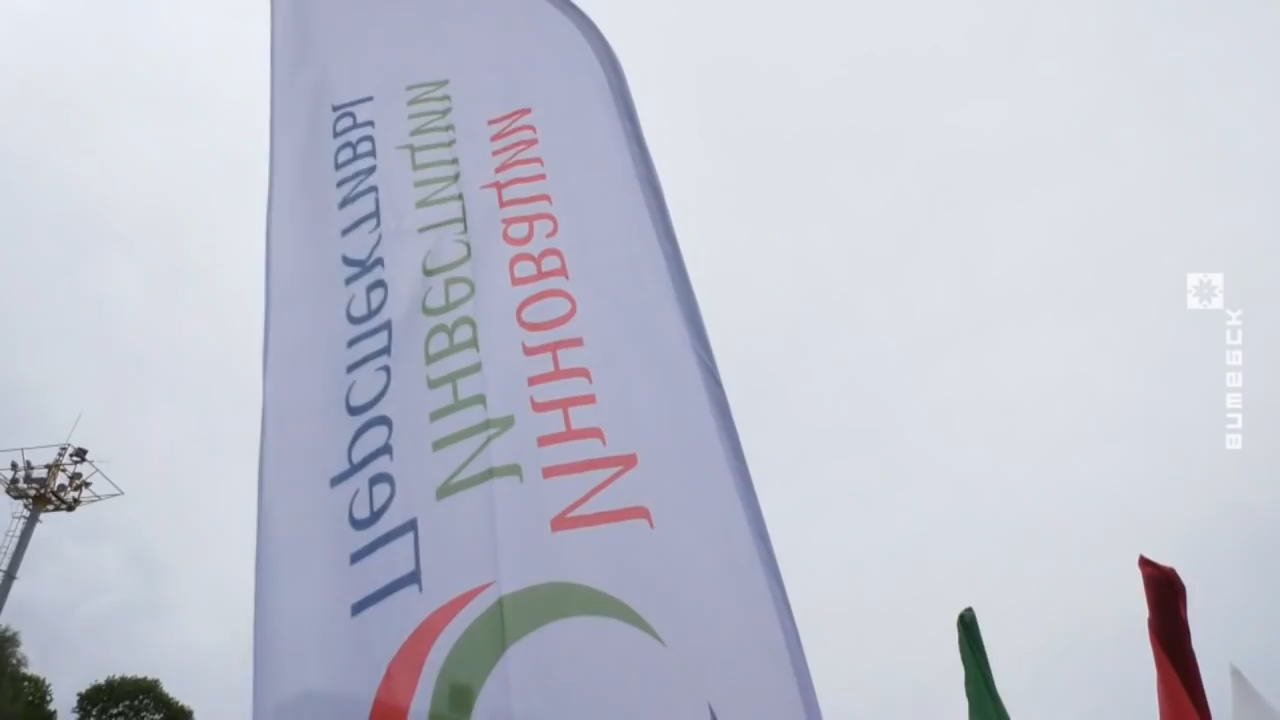 Инновации
Инвестиции
Перспективы
Витебск